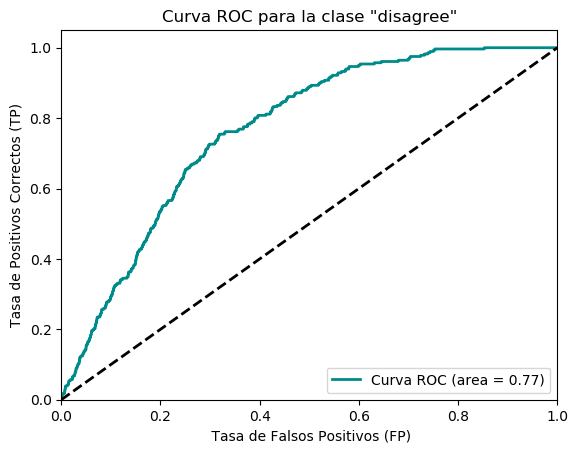 Curva ROC para la clase "disagree"
Tasa de Positivos Correctos (TP)
1.0
0.8
0.6
0.4
0.2
0.0
0.0 0.2 0.4 0.6 0.8 1.0
Curva ROC (area = 0.77)
Tasa de Falsos Positivos (FP)